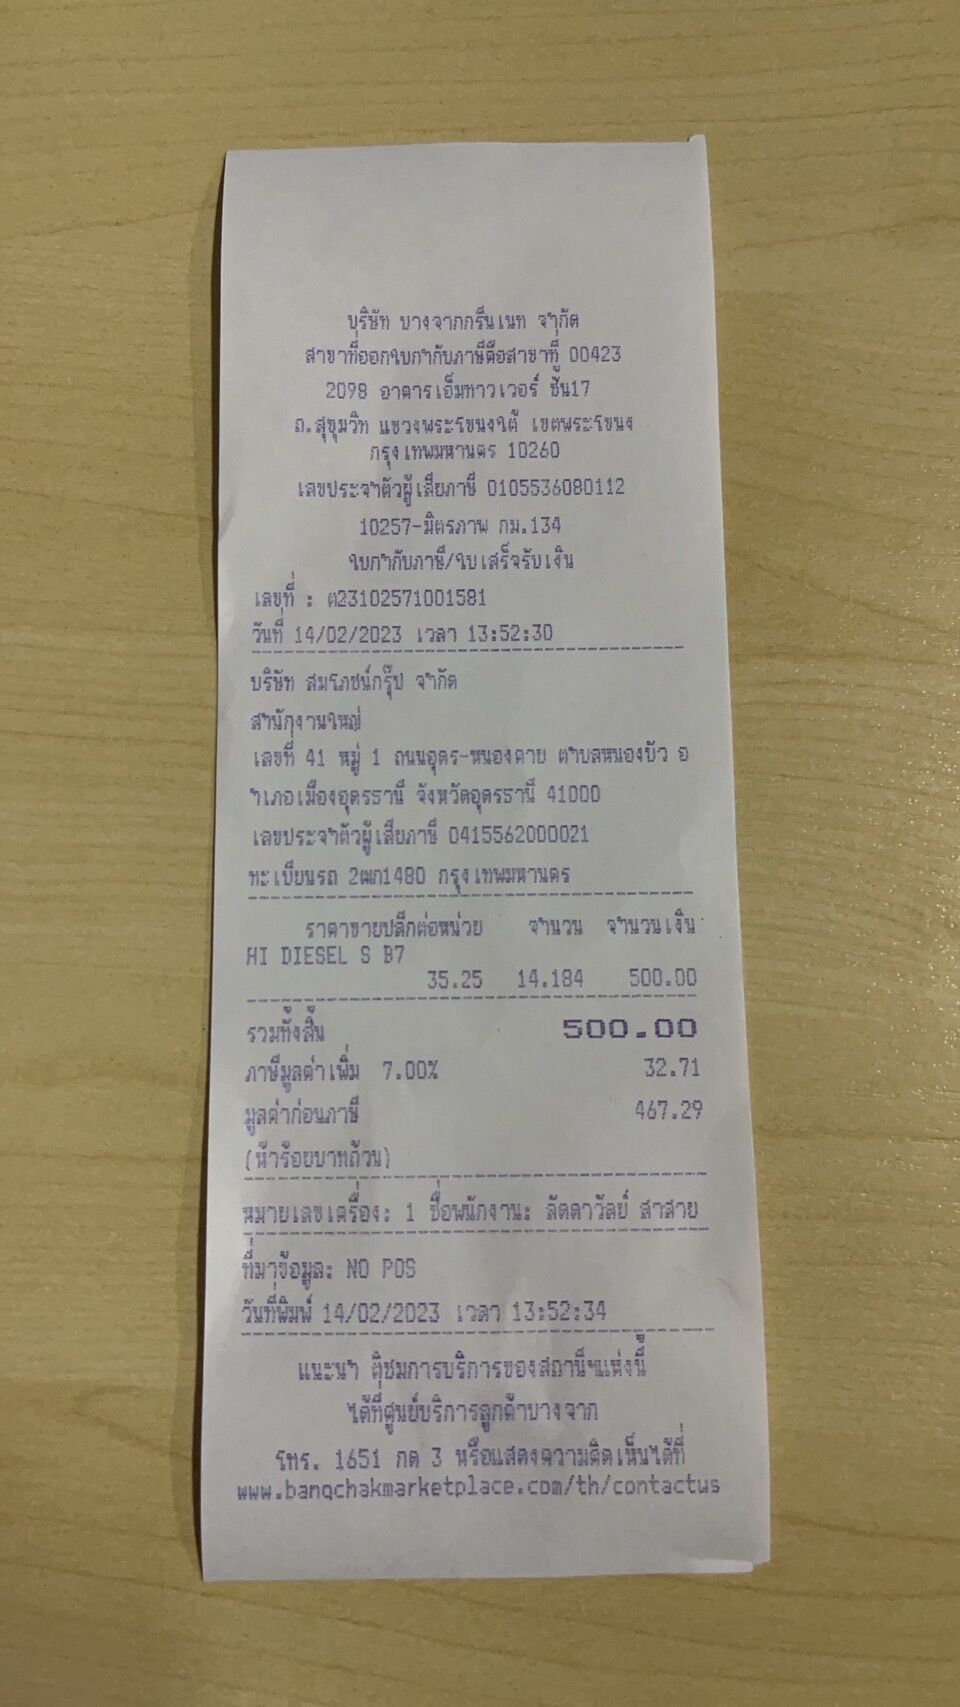 บริษัท บางจากกรีนเนท จำกัด
สาขาที่ออกใบกำกับภาษีคือสาขาที่ 00423
2098 อาคารเอ็มทาวเวอร์ ชั้น17
ถ.สุขุมวิท แขวงพระโขนงใต้ เขตพระโขนง
กรุงเทพมหานคร 10260
เลขประจำตัวผู้เสียภาษี 0105536080112
10257-มิตรภาพ กม.134
ใบกำกับภาษี/ใบเสร็จรับเงิน
เลขที่ : ต23102571001581
วันที่ 14/02/2023 เวลา 13:52:30
บริษัท สมโภชน์กรุ๊ป จำกัด
สำนักงานใหญ่
เลขที่ 41 หมู่ 1 ถนนอุดร-หนองคาย ตำบลหนองบัว อ
ำเภอเมืองอุดรธานี จังหวัดอุดรธานี 41000
เลขประจำตัวผู้เสียภาษี 0415562000021
ทะเบียนรถ 2ฒก1480 กรุงเทพมหานคร
ราคาขายปลีกต่อหน่วย จำนวน จำนวนเงิน
HI DIESEL S B7
35.25 14.184 500.00
รวมทั้งสิ้น 500.00
ภาษีมูลค่าเพิ่ม 7.00% 32.71
มูลค่าก่อนภาษี 467.29
(ห้าร้อยบาทถ้วน)
หมายเลขเครื่อง: 1 ชื่อพนักงาน: ลัดดาวัลย์ สาสาย
ที่มาข้อมูล: NO POS
วันที่พิมพ์ 14/02/2023 เวลา 13:52:34
แนะนำ ติชมการบริการของสถานีฯแห่งนี้
ได้ที่ศูนย์บริการลูกค้าบางจาก
โทร. 1651 กด 3 หรือแสดงความคิดเห็นได้ที่
www.bangchakmarketplace.com/th/contactus